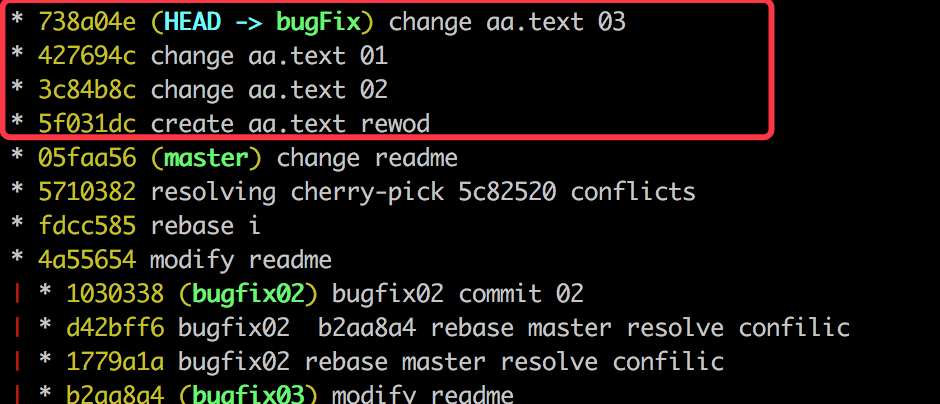 * 738a04e (HEAD -> bugFix) change aa.text 03
* 427694c change aa.text 01
* 3c84b8c change aa.text 02
* 5f031dc create aa.text rewod
* 05faa56 (master) change readme
* 5710382 resolving cherry-pick 5c82520 conflicts
* fdcc585 rebase i
* 4a55654 modify readme
| * 1030338 (bugfix02) bugfix02 commit 02
| * d42bff6 bugfix02  b2aa8a4 rebase master resolve confilic
| * 1779a1a bugfix02 rebase master resolve confilic
| * b2aa8a4 (bugfix03) modify readme